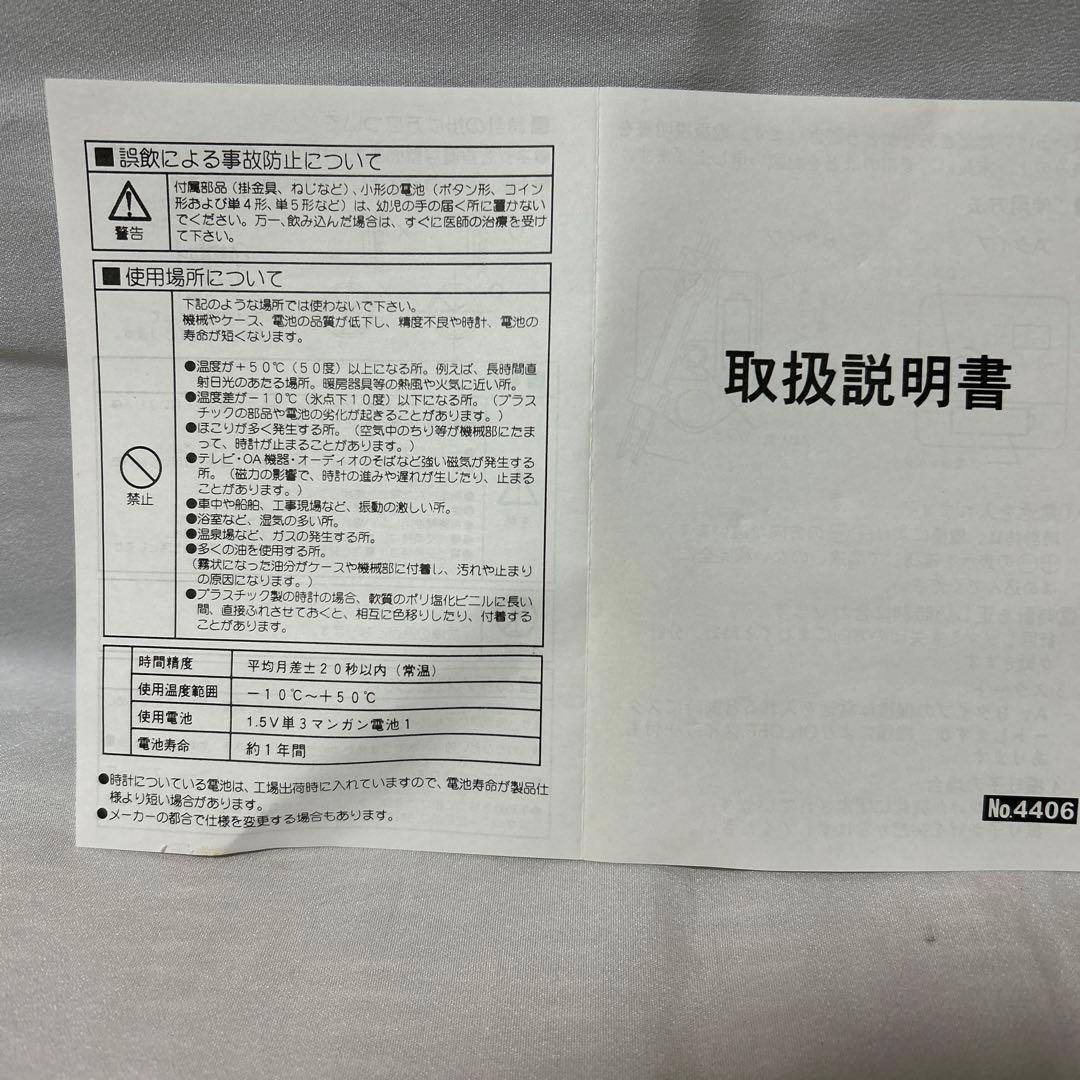 ■誤飲による事故防止について
警告
付属部品（掛金具、ねじなど）、小形の電池（ボタン形、コイン
形および単４形、単５形など）は、幼児の手の届く所に置かない
でください。万一、飲み込んだ場合は、すぐに医師の治療を受け
て下さい。
■使用場所について
禁止
下記のような場所では使わないで下さい。
機械やケース、電池の品質が低下し、精度不良や時計、電池の
寿命が短くなります。
●温度が＋５０℃（５０度）以上になる所。例えば、長時間直
射日光のあたる場所。暖房器具等の熱風や火気に近い所。
●温度差が－１０℃（氷点下１０度）以下になる所。（プラス
チックの部品や電池の劣化が起きることがあります。）
●ほこりが多く発生する所。（空気中のちり等が機械部にたま
って、時計が止まることがあります。）
●テレビ・OA機器・オーディオのそばなど強い磁気が発生する
所。（磁力の影響で、時計の進みや遅れが生じたり、止まる
ことがあります。）
●車中や船舶、工事現場など、振動の激しい所。
●浴室など、湿気の多い所。
●温泉場など、ガスの発生する所。
●多くの油を使用する所。
（霧状になった油分がケースや機械部に付着し、汚れや止まり
の原因になります。）
●プラスチック製の時計の場合、軟質のポリ塩化ビニルに長い
間、直接ふれさせておくと、相互に色移りしたり、付着する
ことがあります。
時間精度 平均月差±２０秒以内（常温）
使用温度範囲 －１０℃～＋５０℃
使用電池 1.5Ｖ単３マンガン電池１
電池寿命 約１年間
●時計についている電池は、工場出荷時に入れていますので、電池寿命が製品仕
様より短い場合があります。
●メーカーの都合で仕様を変更する場合もあります。
取扱説明書
No.4406